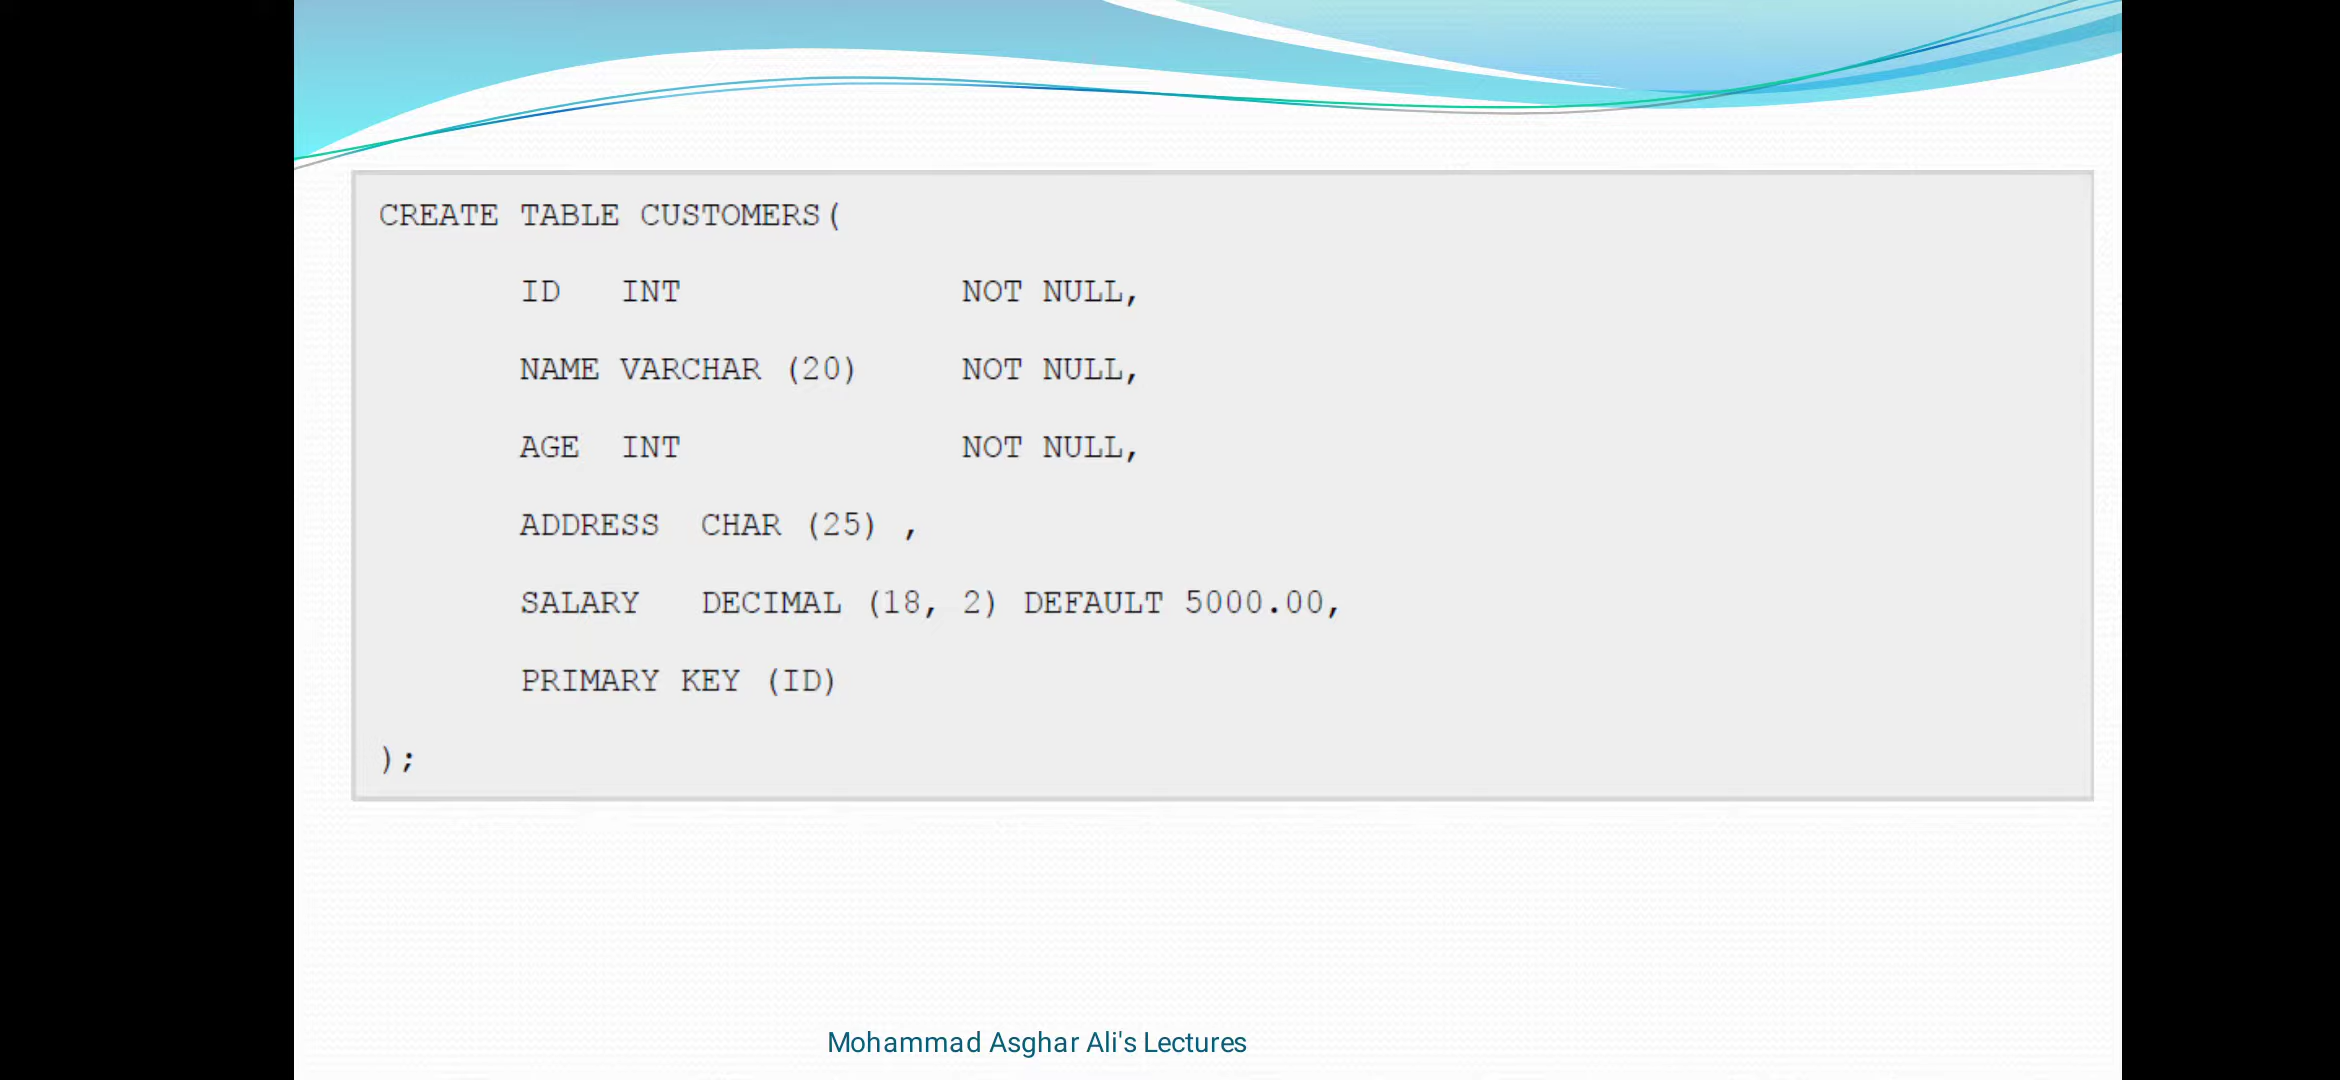 CREATE TABLE CUSTOMERS(
ID INT NOT NULL,
NAME VARCHAR (20) NOT NULL,
AGE INT NOT NULL,
ADDRESS CHAR (25) ,
SALARY DECIMAL (18, 2) DEFAULT 5000.00,
PRIMARY KEY (ID)
);
Mohammad Asghar Ali's Lectures